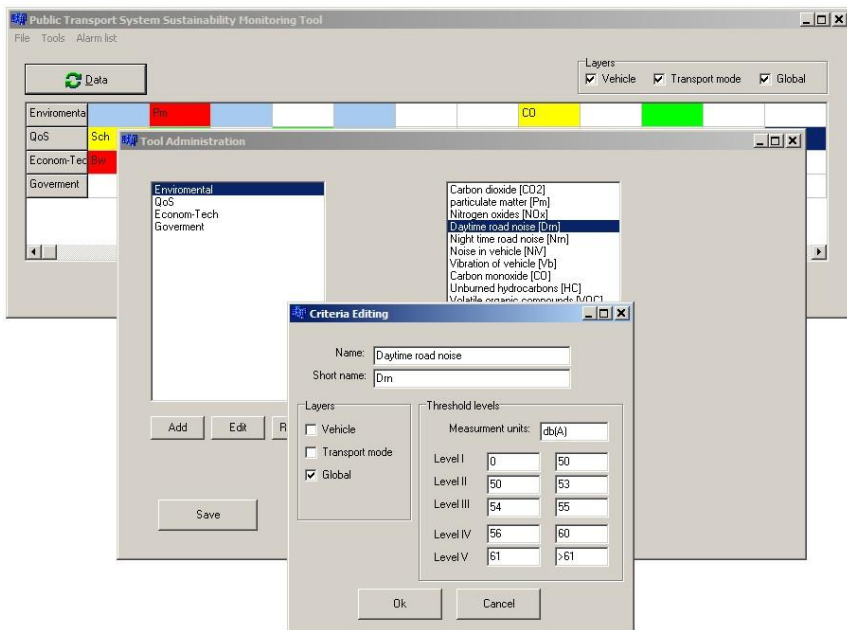 Public Transport System Sustainability Monitoring Tool
File Tools Alarm list
Data
Layers
Vehicle Transport mode Global
Enviromental Pm CO
QoS Sch
Econom-Tec Bw
Goverment
Tool Administration
Enviromental
QoS
Econom-Tech
Goverment
Carbon dioxide [CO2]
particulate matter [Pm]
Nitrogen oxides [NOx]
Daytime road noise [Drn]
Night time road noise [Nrn]
Noise in vehicle [NiV]
Vibration of vehicle [Vb]
Carbon monoxide [CO]
Unburned hydrocarbons [HC]
Volatile organic compounds [VOC]
Add Edit R
Save
Criteria Editing
Name: Daytime road noise
Short name: Drn
Layers
Vehicle
Transport mode
Global
Threshold levels
Measurment units: db(A)
Level I 0 50
Level II 50 53
Level III 54 55
Level IV 56 60
Level V 61 >61
Ok Cancel